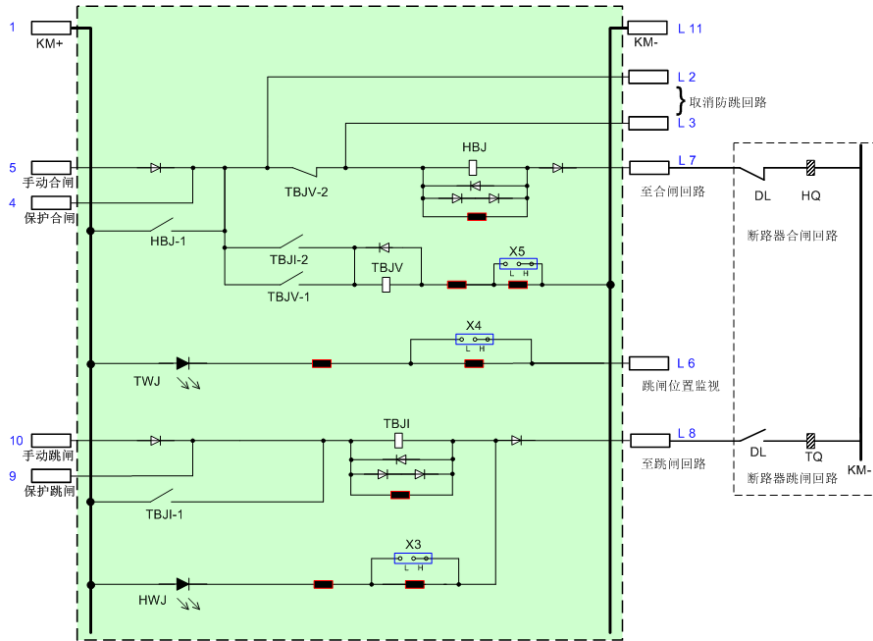 1
KM+
KM-
L 11
L 2
取消防跳回路
L 3
5
手动合闸
4
保护合闸
HBJ
TBJV-2
L 7
至合闸回路
DL
HQ
断路器合闸回路
HBJ-1
TBJI-2
TBJV
TBJV-1
X5
L H
X4
L H
TWJ
L 6
跳闸位置监视
10
手动跳闸
9
保护跳闸
TBJI
TBJI-1
L 8
至跳闸回路
DL
TQ
断路器跳闸回路
KM-
X3
L H
HWJ